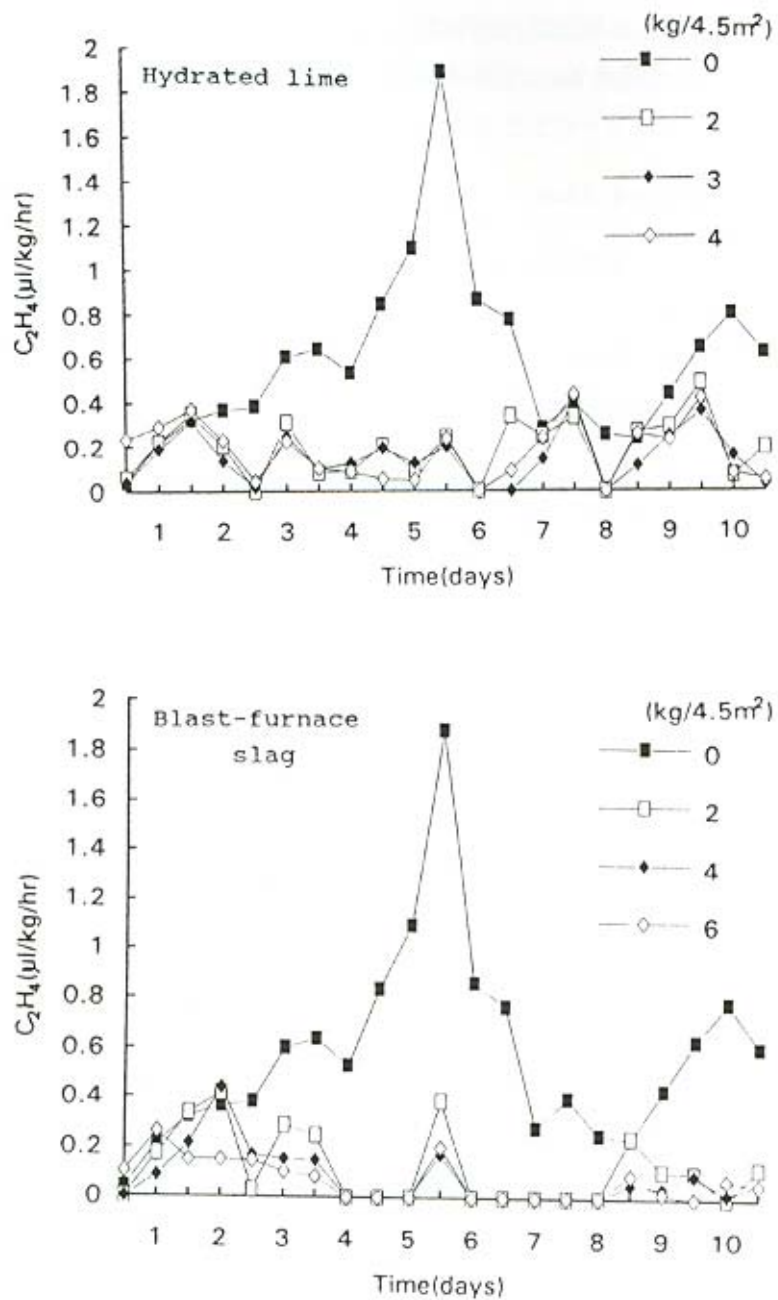 (kg/4.5m²)
2
1.8
1.6
1.4
1.2
1
0.8
0.6
0.4
0.2
0
Hydrated lime
0
2
3
4
C₂H₄(µl/kg/hr)
1 2 3 4 5 6 7 8 9 10
Time(days)
2
1.8
1.6
1.4
1.2
1
0.8
0.6
0.4
0.2
0
Blast-furnace
slag
(kg/4.5m²)
0
2
4
6
C₂H₄(µl/kg/hr)
1 2 3 4 5 6 7 8 9 10
Time(days)